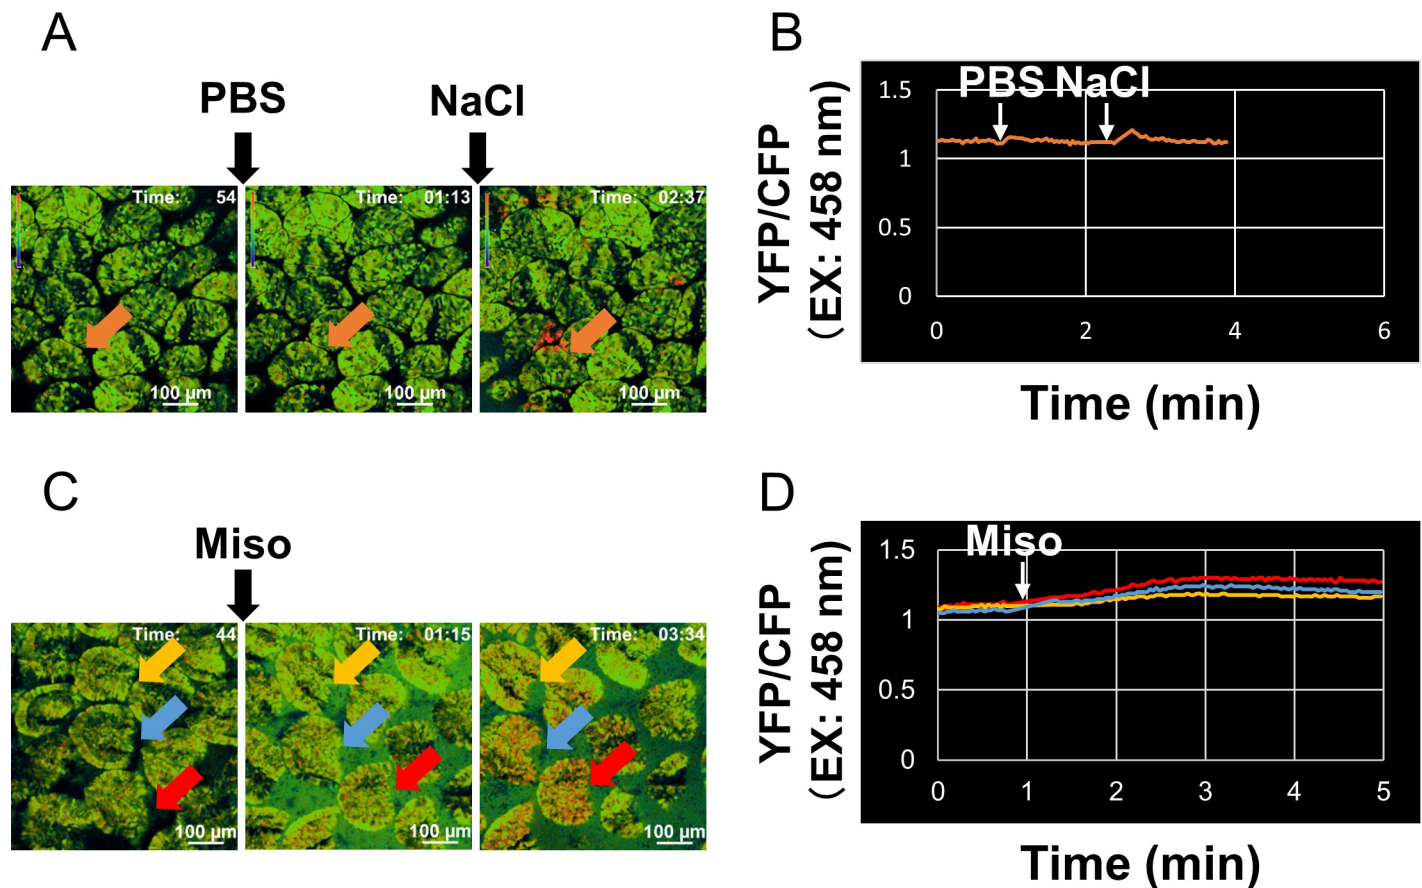 A
PBS
NaCl
Time: 54
Time: 01:13
Time: 02:37
100 μm
100 μm
100 μm
B
PBS NaCl
YFP/CFP
(EX: 458 nm)
1.5
1
0.5
0
0 2 4 6
Time (min)
C
Miso
Time: 44
Time: 01:15
Time: 03:34
100 μm
100 μm
100 μm
D
Miso
YFP/CFP
(EX: 458 nm)
1.5
1
0.5
0
0 1 2 3 4 5
Time (min)